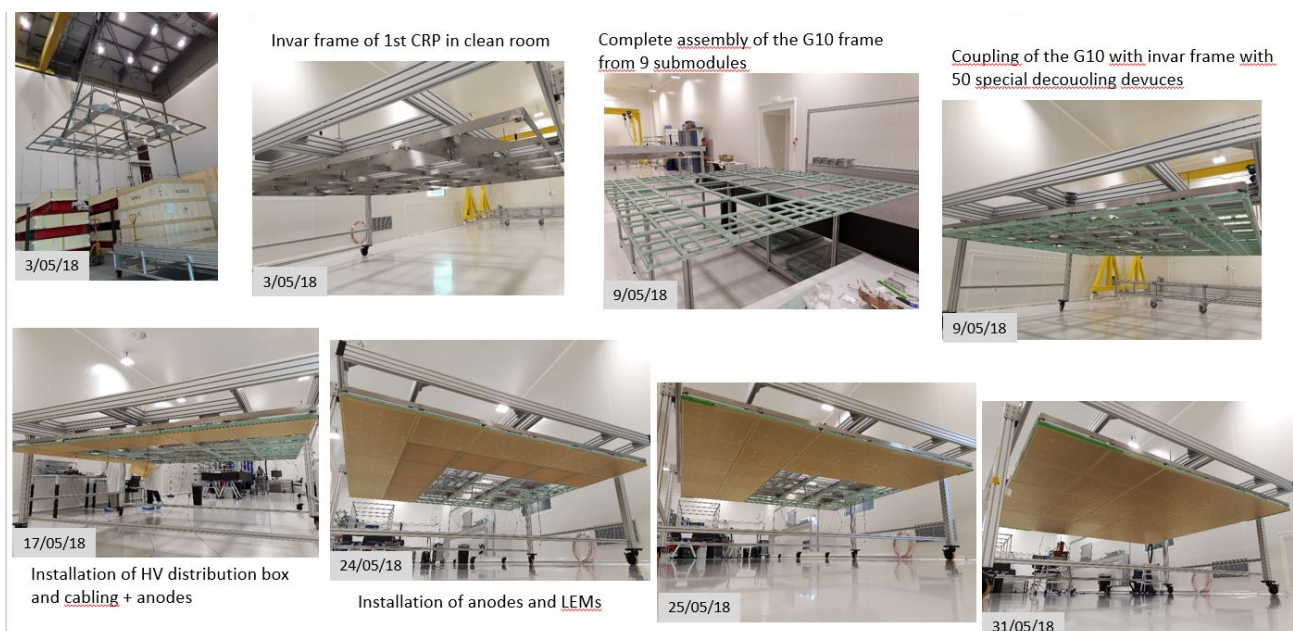 Invar frame of 1st CRP in clean room
Complete assembly of the G10 frame
from 9 submodules
Coupling of the G10 with invar frame with
50 special decouoling devuces
3/05/18
3/05/18
9/05/18
9/05/18
17/05/18
24/05/18
25/05/18
31/05/18
Installation of HV distribution box
and cabling + anodes
Installation of anodes and LEMs